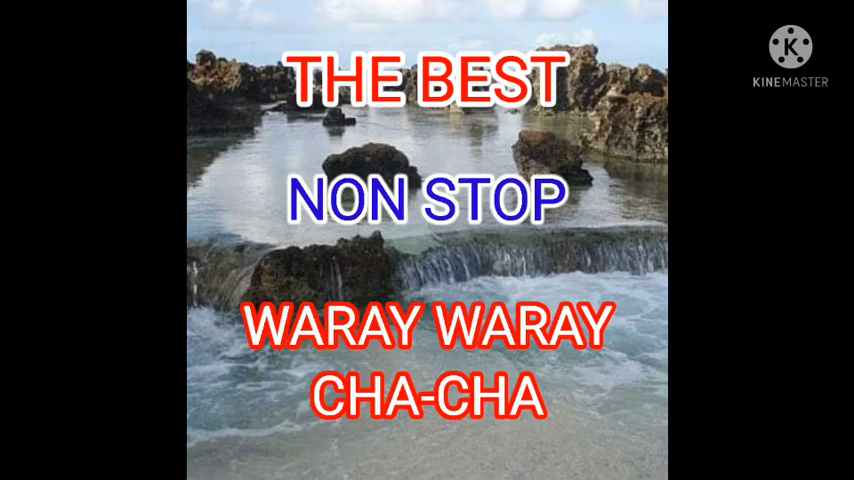 THE BEST
K
KINEMASTER
NON STOP
WARAY WARAY
CHA-CHA